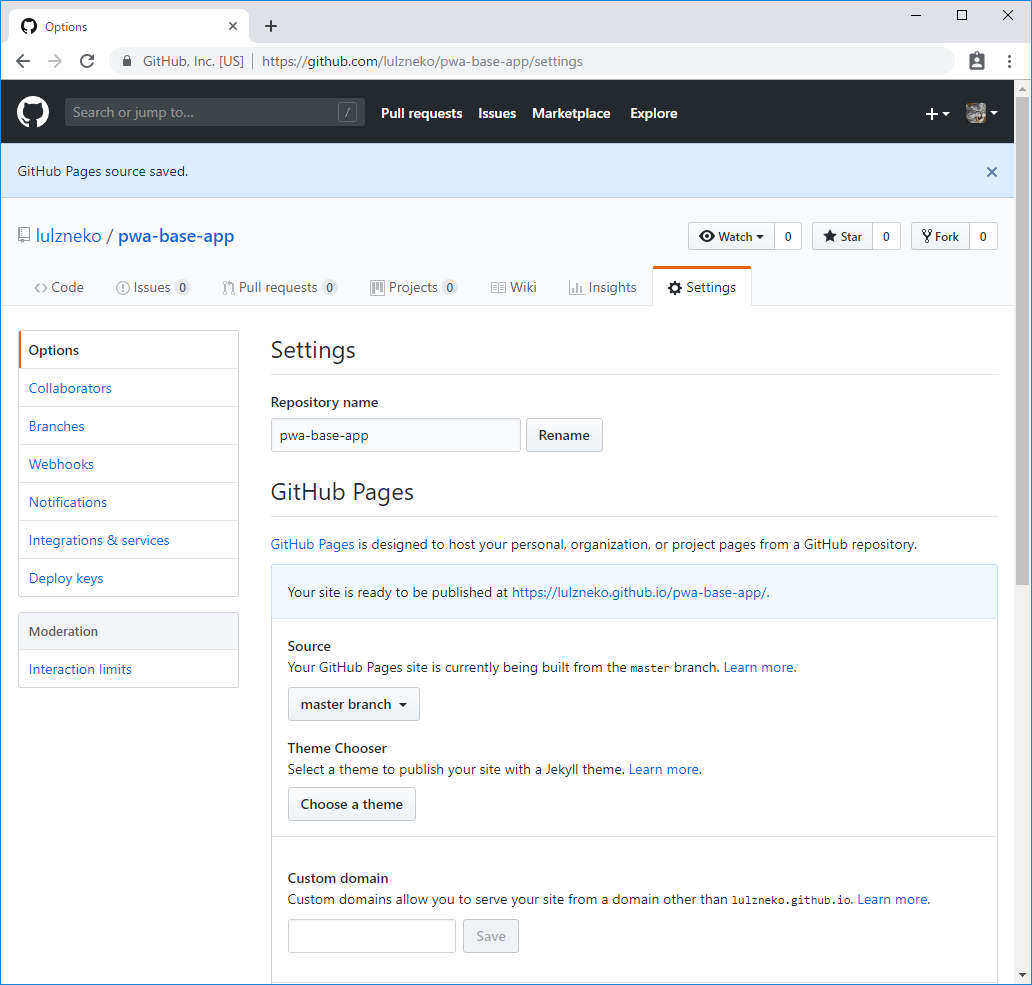 Options
GitHub, Inc. [US] https://github.com/lulzneko/pwa-base-app/settings
Search or jump to... / Pull requests Issues Marketplace Explore
GitHub Pages source saved.
lulzneko / pwa-base-app Watch 0 Star 0 Fork 0
Code Issues 0 Pull requests 0 Projects 0 Wiki Insights Settings
Options
Collaborators
Branches
Webhooks
Notifications
Integrations & services
Deploy keys
Moderation
Interaction limits
Settings
Repository name
pwa-base-app Rename
GitHub Pages
GitHub Pages is designed to host your personal, organization, or project pages from a GitHub repository.
Your site is ready to be published at https://lulzneko.github.io/pwa-base-app/.
Source
Your GitHub Pages site is currently being built from the master branch. Learn more.
master branch
Theme Chooser
Select a theme to publish your site with a Jekyll theme. Learn more.
Choose a theme
Custom domain
Custom domains allow you to serve your site from a domain other than lulzneko.github.io. Learn more.
Save